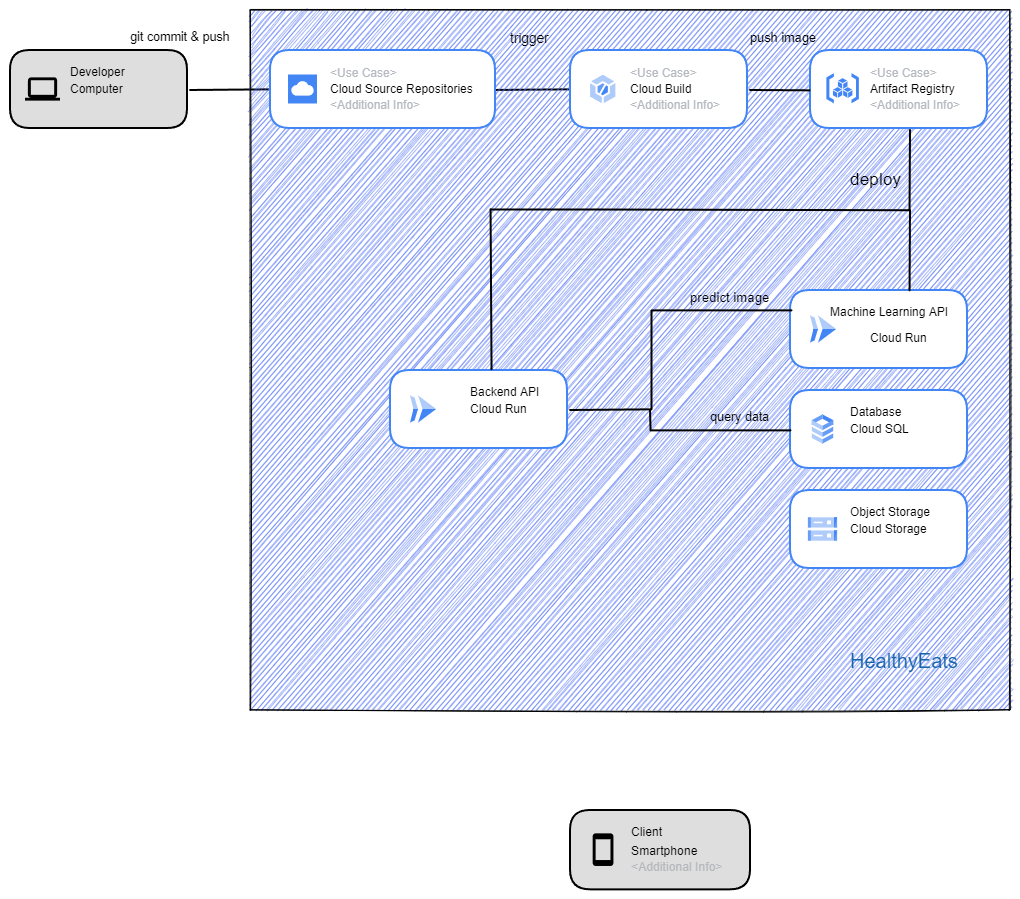 git commit & push
trigger
push image
Developer
Computer
<Use Case>
Cloud Source Repositories
<Additional Info>
<Use Case>
Cloud Build
<Additional Info>
<Use Case>
Artifact Registry
<Additional Info>
deploy
predict image
Machine Learning API
Cloud Run
Backend API
Cloud Run
query data
Database
Cloud SQL
Object Storage
Cloud Storage
HealthyEats
Client
Smartphone
<Additional Info>